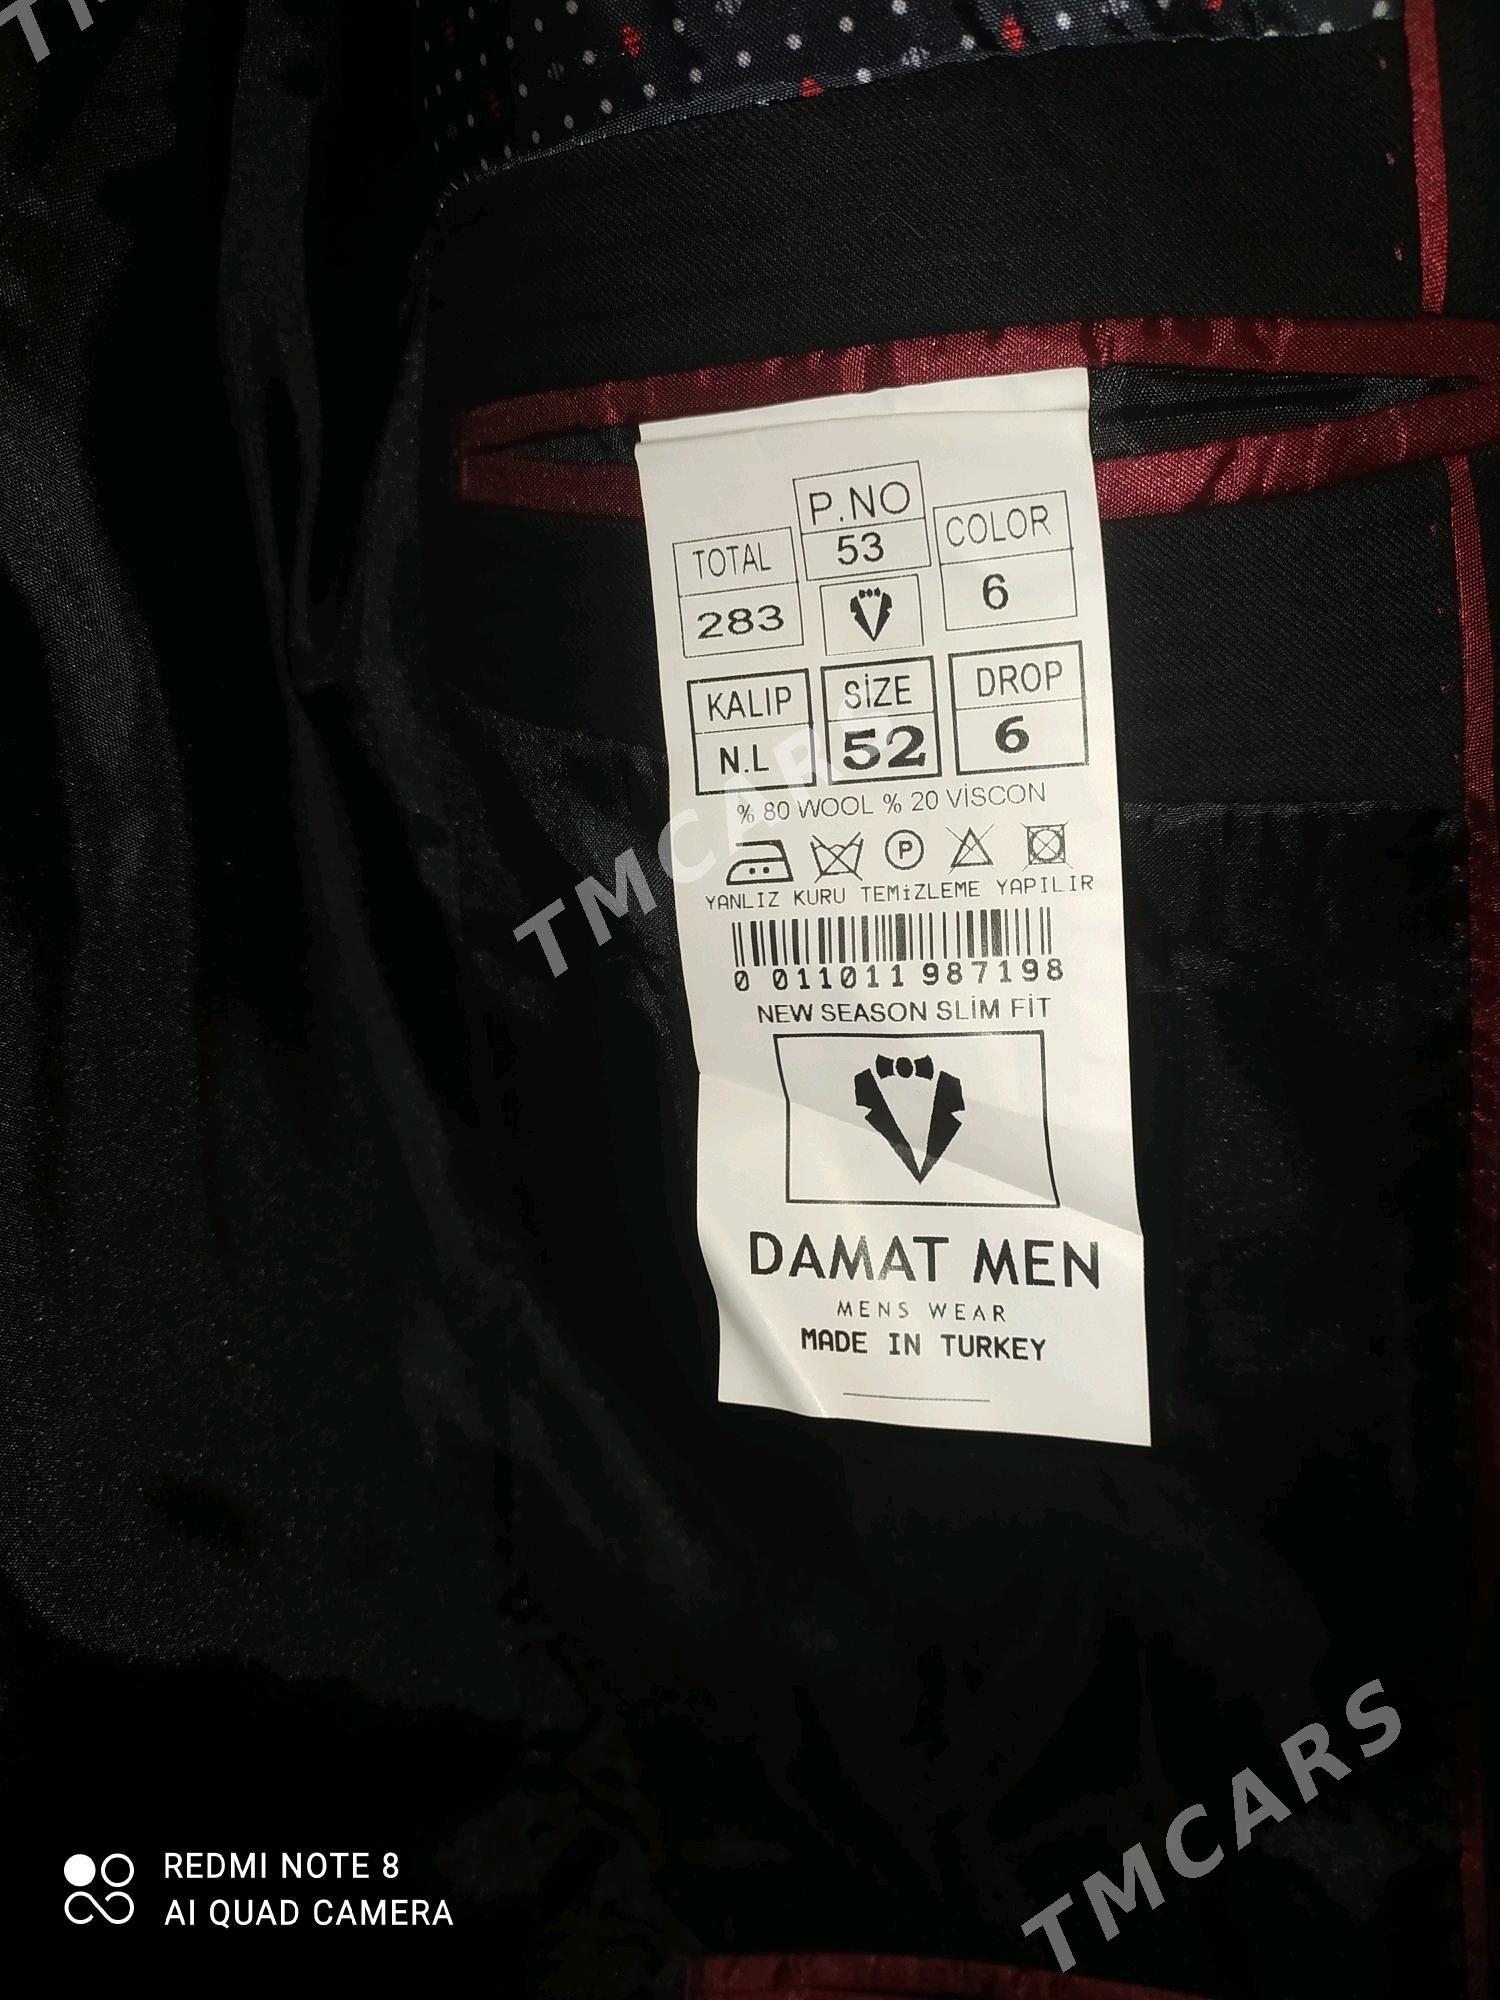 P.NO
53
TOTAL
283
COLOR
6
KALIP
N.L
SİZE
52
DROP
6
% 80 WOOL % 20 VİSCON
P
YANLIZ KURU TEMİZLEME YAPILIR
0 011011 987198
NEW SEASON SLİM FİT
DAMAT MEN
MENS WEAR
MADE IN TURKEY
TMCARS
TMCARS
REDMI NOTE 8
AI QUAD CAMERA